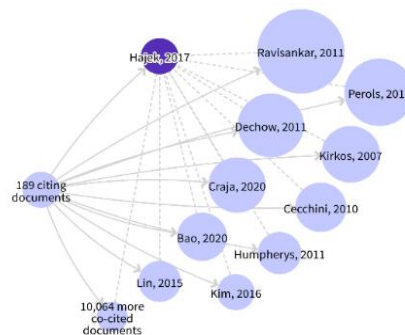 Hajek, 2017
Ravisankar, 2011
Perols, 201
Dechow, 2011
Kirkos, 2007
189 citing
documents
Craja, 2020
Cecchini, 2010
Bao, 2020
Humpherys, 2011
Lin, 2015
Kim, 2016
10,064 more
co-cited documents